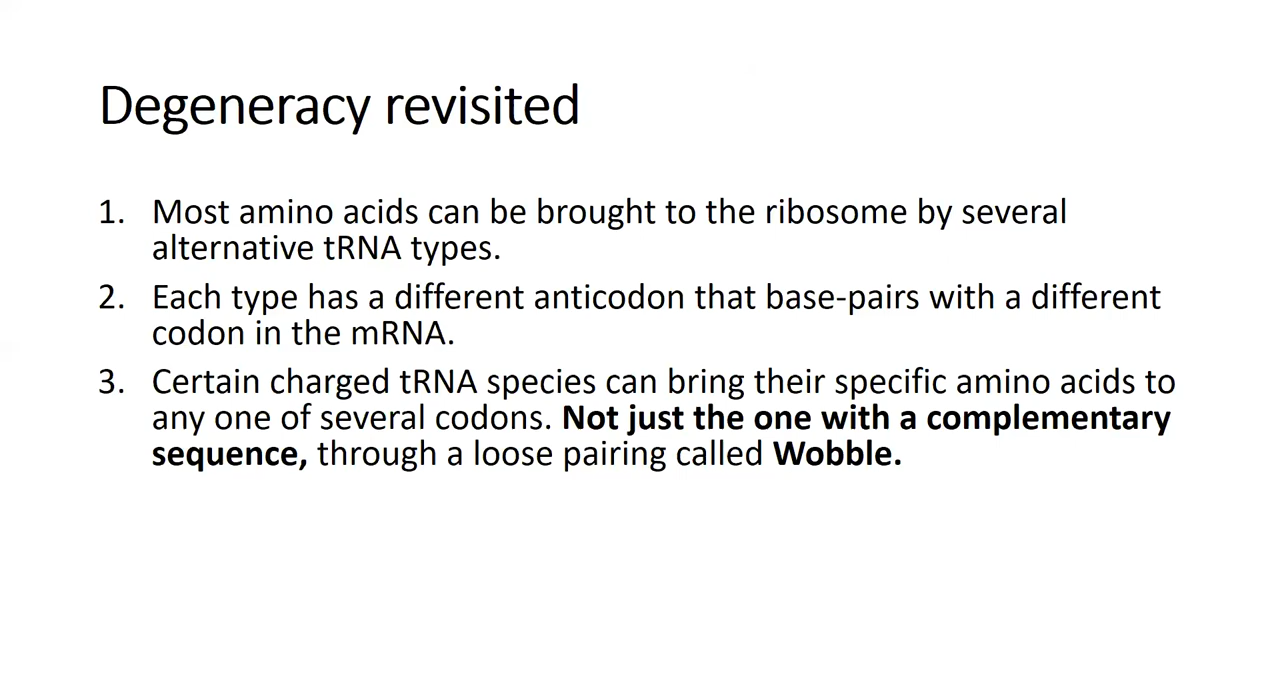 Degeneracy revisited
1. Most amino acids can be brought to the ribosome by several
alternative tRNA types.
2. Each type has a different anticodon that base-pairs with a different
codon in the mRNA.
3. Certain charged tRNA species can bring their specific amino acids to
any one of several codons. Not just the one with a complementary
sequence, through a loose pairing called Wobble.